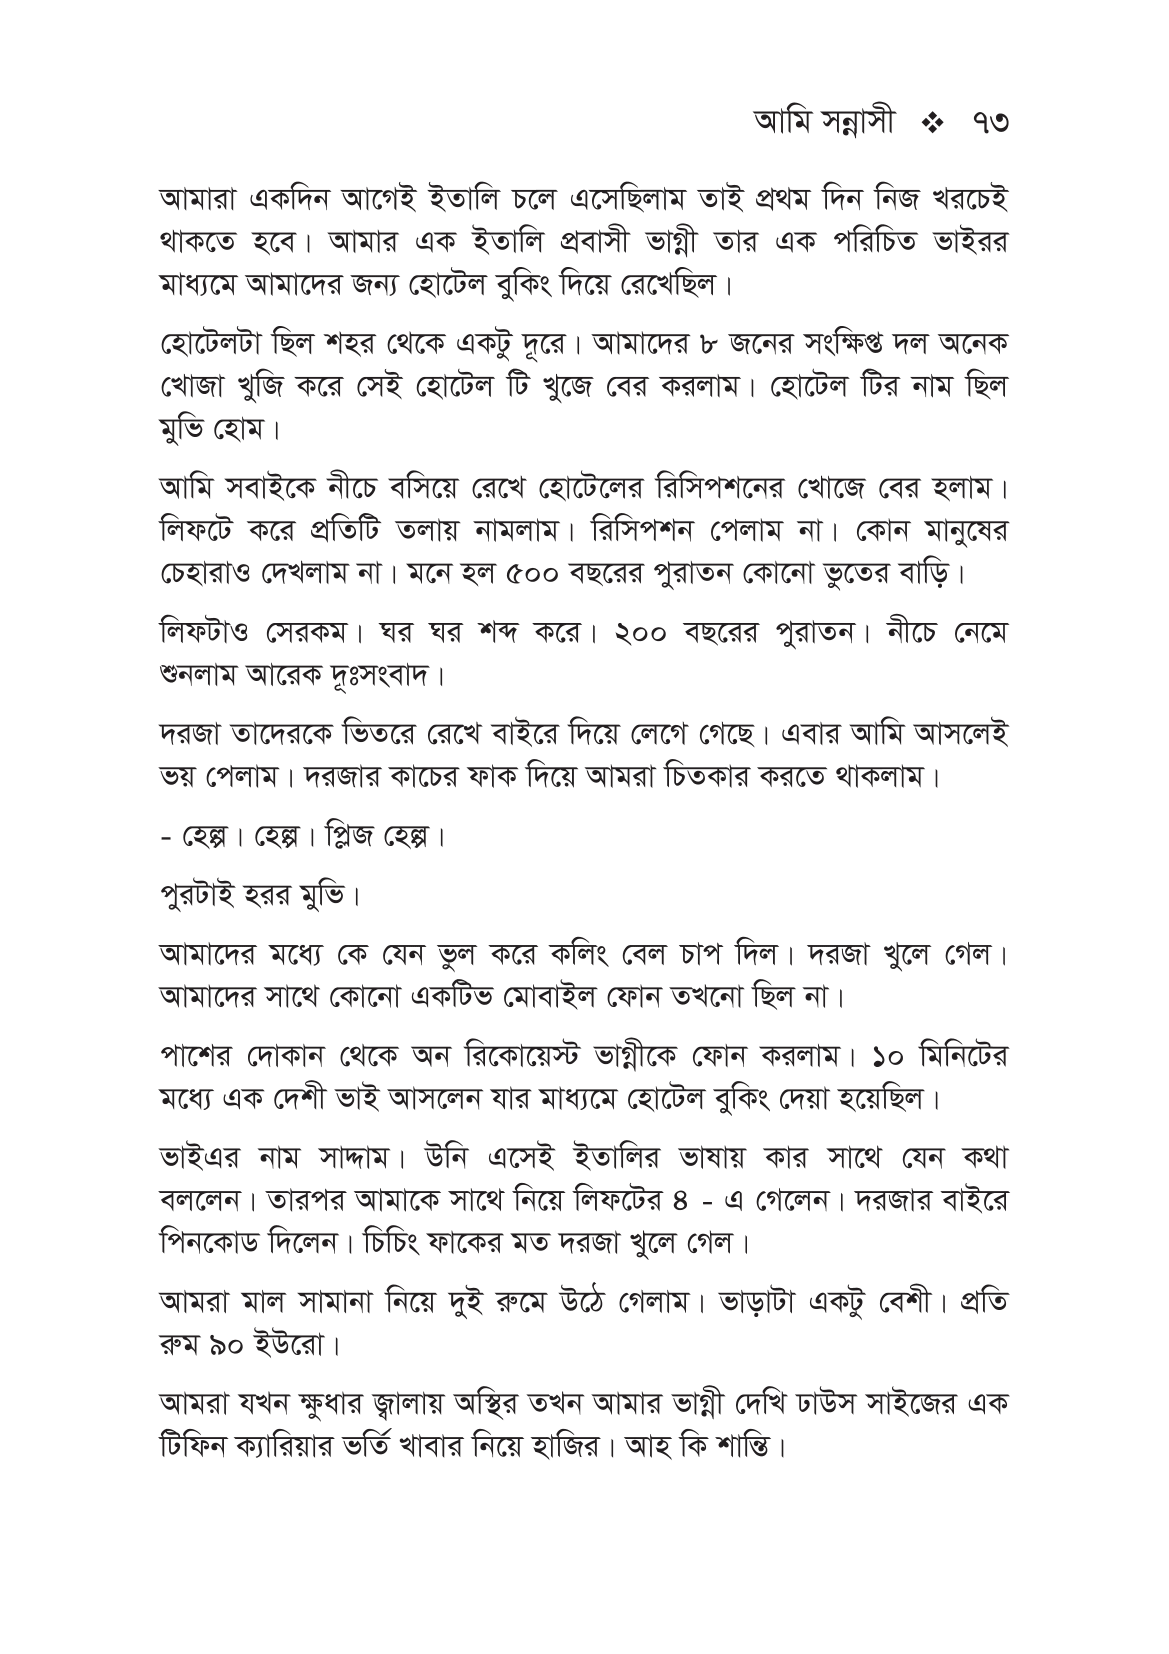 আমি সন্নাসী ❖ ৭৩
আমারা একদিন আগেই ইতালি চলে এসেছিলাম তাই প্রথম দিন নিজ খরচেই
থাকতে হবে। আমার এক ইতালি প্রবাসী ভাগ্নী তার এক পরিচিত ভাইরর
মাধ্যমে আমাদের জন্য হোটেল বুকিং দিয়ে রেখেছিল।
হোটেলটা ছিল শহর থেকে একটু দূরে। আমাদের ৮ জনের সংক্ষিপ্ত দল অনেক
খোজা খুজি করে সেই হোটেল টি খুজে বের করলাম। হোটেল টির নাম ছিল
মুভি হোম।
আমি সবাইকে নীচে বসিয়ে রেখে হোটেলের রিসিপশনের খোজে বের হলাম।
লিফটে করে প্রতিটি তলায় নামলাম। রিসিপশন পেলাম না। কোন মানুষের
চেহারাও দেখলাম না। মনে হল ৫০০ বছরের পুরাতন কোনো ভুতের বাড়ি।
লিফটাও সেরকম। ঘর ঘর শব্দ করে। ২০০ বছরের পুরাতন। নীচে নেমে
শুনলাম আরেক দূঃসংবাদ।
দরজা তাদেরকে ভিতরে রেখে বাইরে দিয়ে লেগে গেছে। এবার আমি আসলেই
ভয় পেলাম। দরজার কাচের ফাক দিয়ে আমরা চিতকার করতে থাকলাম।
- হেল্প। হেল্প। প্লিজ হেল্প।
পুরটাই হরর মুভি।
আমাদের মধ্যে কে যেন ভুল করে কলিং বেল চাপ দিল। দরজা খুলে গেল।
আমাদের সাথে কোনো একটিভ মোবাইল ফোন তখনো ছিল না।
পাশের দোকান থেকে অন রিকোয়েস্ট ভাগ্নীকে ফোন করলাম। ১০ মিনিটের
মধ্যে এক দেশী ভাই আসলেন যার মাধ্যমে হোটেল বুকিং দেয়া হয়েছিল।
ভাইএর নাম সাদ্দাম। উনি এসেই ইতালির ভাষায় কার সাথে যেন কথা
বললেন। তারপর আমাকে সাথে নিয়ে লিফটের ৪ - এ গেলেন। দরজার বাইরে
পিনকোড দিলেন। চিচিং ফাকের মত দরজা খুলে গেল।
আমরা মাল সামানা নিয়ে দুই রুমে উঠে গেলাম। ভাড়াটা একটু বেশী। প্রতি
রুম ৯০ ইউরো।
আমরা যখন ক্ষুধার জ্বালায় অস্থির তখন আমার ভাগ্নী দেখি ঢাউস সাইজের এক
টিফিন ক্যারিয়ার ভর্তি খাবার নিয়ে হাজির। আহ কি শান্তি।